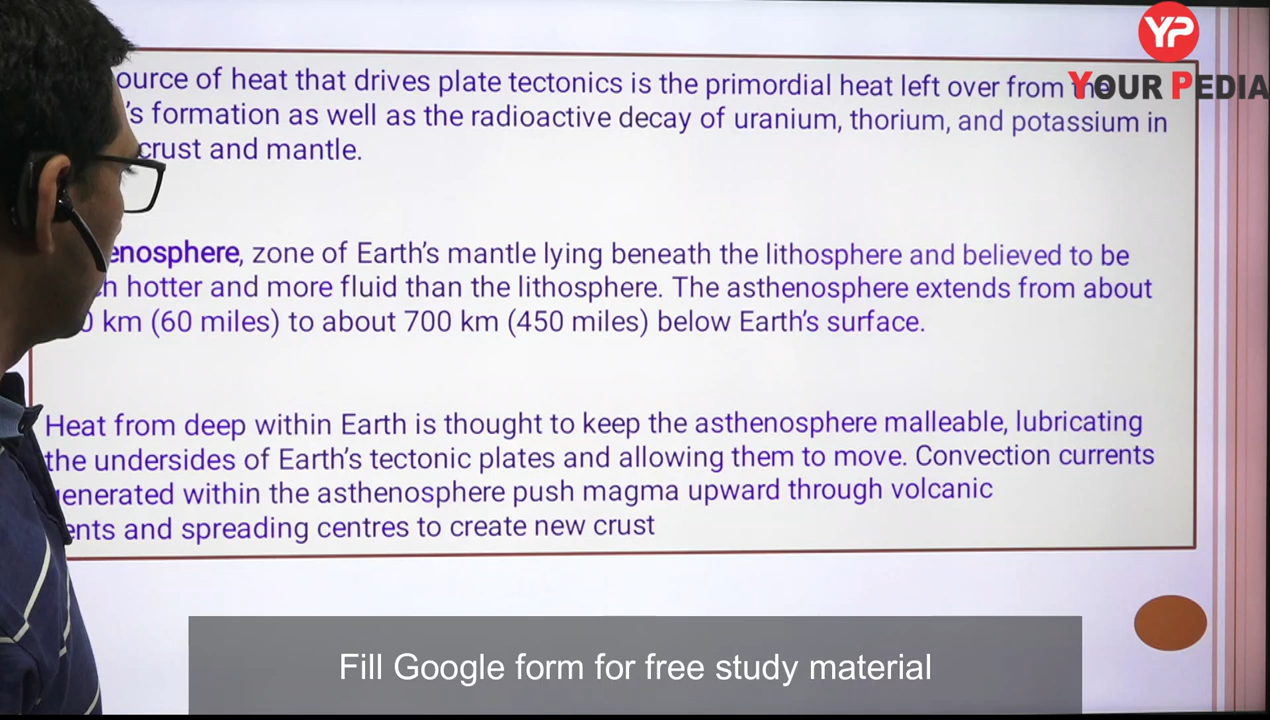 YP
YOUR PEDIA
ource of heat that drives plate tectonics is the primordial heat left over from the
's formation as well as the radioactive decay of uranium, thorium, and potassium in
crust and mantle.
enosphere, zone of Earth's mantle lying beneath the lithosphere and believed to be
hotter and more fluid than the lithosphere. The asthenosphere extends from about
0 km (60 miles) to about 700 km (450 miles) below Earth's surface.
Heat from deep within Earth is thought to keep the asthenosphere malleable, lubricating
the undersides of Earth's tectonic plates and allowing them to move. Convection currents
generated within the asthenosphere push magma upward through volcanic
ents and spreading centres to create new crust
Fill Google form for free study material